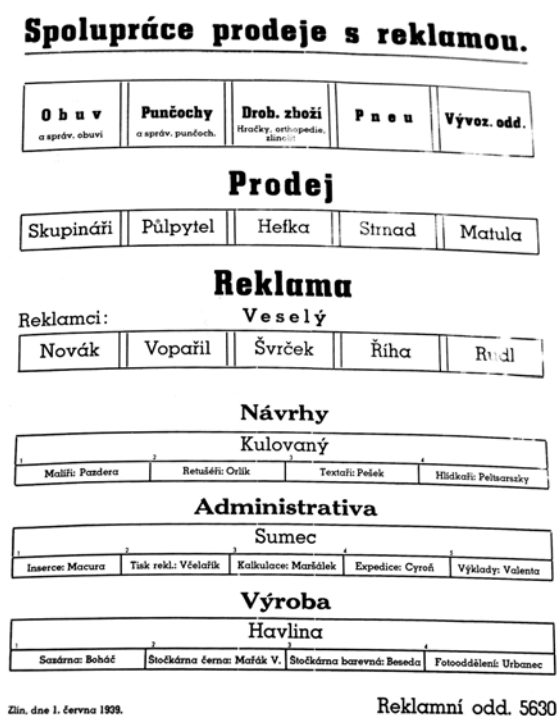 Spolupráce prodeje s reklamou.
Obuv Punčochy Drob. zboží Pneu Vývoz. odd.
a správ. obuvi a správ. punčoch. Hračky, orthopedie,
zlinolit
Prodej
Skupináři Půlpytel Hefka Strnad Matula
Reklama
Reklamci: Veselý
Novák Vopařil Švrček Říha Rudl
Návrhy
Kulovaný
1 2 3 4
Malíři: Pazdera Retušéři: Orlík Textaři: Pešek Hlídkaři: Peltsarszky
Administrativa
Sumec
1 2 3 4 5
Inserce: Macura Tisk rekl.: Včelařík Kalkulace: Maršálek Expedice: Cyroň Výklady: Valenta
Výroba
Havlina
1 2 3 4
Sazárna: Boháč Štočkárna černa: Mařák V. Štočkárna barevná: Beseda Fotooddělení: Urbanec
Zlín, dne 1. června 1939. Reklamní odd. 5630